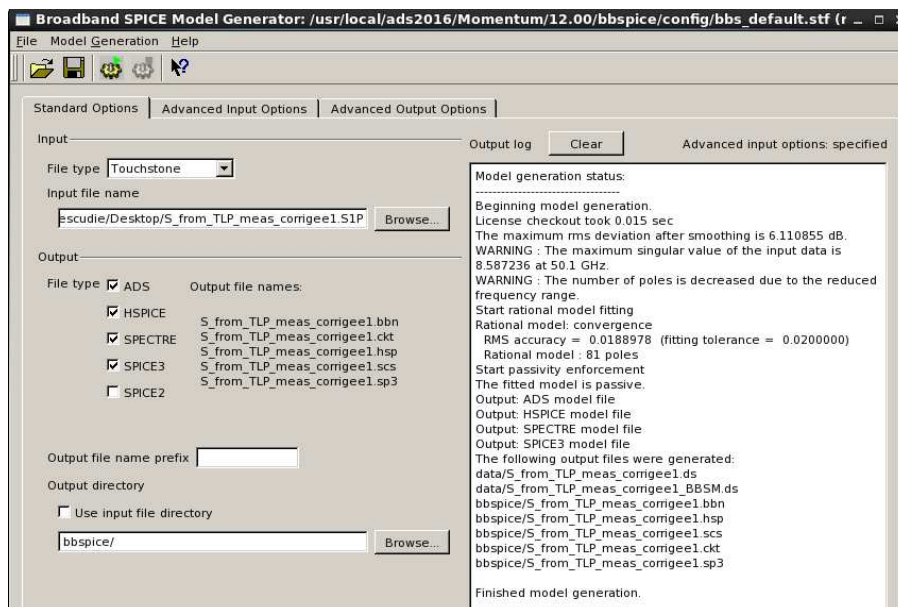 Broadband SPICE Model Generator: /usr/local/ads2016/Momentum/12.00/bbspice/config/bbs_default.stf (r
File Model Generation Help
Standard Options Advanced Input Options Advanced Output Options
Input
File type Touchstone
Input file name
escudie/Desktop/S_from_TLP_meas_corrigee1.S1P Browse...
Output
File type ADS Output file names:
HSPICE
SPECTRE
SPICE3
SPICE2
S_from_TLP_meas_corrigee1.bbn
S_from_TLP_meas_corrigee1.ckt
S_from_TLP_meas_corrigee1.hsp
S_from_TLP_meas_corrigee1.scs
S_from_TLP_meas_corrigee1.sp3
Output file name prefix
Output directory
Use input file directory
bbspice/ Browse...
Output log Clear Advanced input options: specified
Model generation status:
------------------------------------
Beginning model generation.
License checkout took 0.015 sec
The maximum rms deviation after smoothing is 6.110855 dB.
WARNING : The maximum singular value of the input data is
8.587236 at 50.1 GHz.
WARNING : The number of poles is decreased due to the reduced
frequency range.
Start rational model fitting
Rational model: convergence
RMS accuracy = 0.0188978 (fitting tolerance = 0.0200000)
Rational model : 81 poles
Start passivity enforcement
The fitted model is passive.
Output: ADS model file
Output: HSPICE model file
Output: SPECTRE model file
Output: SPICE3 model file
The following output files were generated:
data/S_from_TLP_meas_corrigee1.ds
data/S_from_TLP_meas_corrigee1_BBSM.ds
bbspice/S_from_TLP_meas_corrigee1.bbn
bbspice/S_from_TLP_meas_corrigee1.hsp
bbspice/S_from_TLP_meas_corrigee1.scs
bbspice/S_from_TLP_meas_corrigee1.ckt
bbspice/S_from_TLP_meas_corrigee1.sp3
Finished model generation.